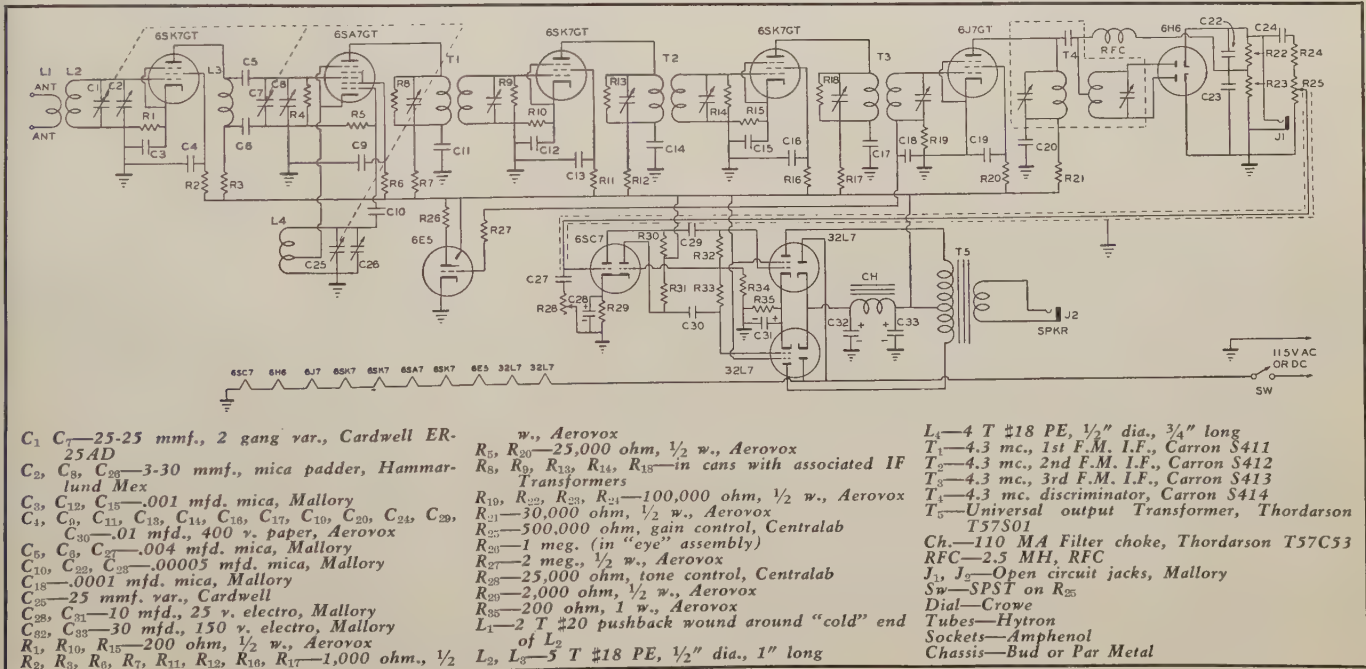 6SK7GT
6SA7GT
6SK7GT
6SK7GT
6J7GT
6H6
C22
C24
L1
L2
L3
C5
T1
T2
T3
T4
RFC
R22
R24
C1
C2
C7
C8
R4
R8
R9
R13
R14
R18
R23
R25
C23
ANT
ANT
R1
C6
R5
R10
R15
J1
C3
C4
C9
C11
C12
C14
C15
C16
C17
C18
R19
C19
C20
R2
R3
R6
R7
C13
R11
R12
R16
R17
R20
R21
C10
L4
C25
C26
R26
6E5
R27
6SC7
R30
C29
R32
32L7
C27
R28
C28
R29
R31
R33
C30
R34
R35
C31
CH
C32
C33
T5
J2
SPKR
32L7
6SC7 6H6 6J7 6SK7 6SK7 6SA7 6SK7 6E5 32L7 32L7
115V AC
OR DC
SW
C1 C7—25-25 mmf., 2 gang var., Cardwell ER-
25AD
C2, C8, C26—3-30 mmf., mica padder, Hammar-
lund Mex
C3, C12, C15—.001 mfd. mica, Mallory
C4, C9, C11, C13, C14, C16, C17, C19, C20, C24, C29,
C30—.01 mfd., 400 v. paper, Aerovox
C5, C6, C27—.004 mfd. mica, Mallory
C10, C22, C23—.00005 mfd. mica, Mallory
C18—.0001 mfd. mica, Mallory
C25—25 mmf. var., Cardwell
C28, C31—10 mfd., 25 v. electro, Mallory
C32, C33—30 mfd., 150 v. electro, Mallory
R1, R10, R15—200 ohm, 1/2 w., Aerovox
R2, R3, R6, R7, R11, R12, R16, R17—1,000 ohm., 1/2
w., Aerovox
R5, R20—25,000 ohm, 1/2 w., Aerovox
R8, R9, R13, R14, R18—in cans with associated IF
Transformers
R19, R22, R23, R24—100,000 ohm, 1/2 w., Aerovox
R21—30,000 ohm, 1/2 w., Aerovox
R25—500,000 ohm, gain control, Centralab
R26—1 meg. (in "eye" assembly)
R27—2 meg., 1/2 w., Aerovox
R28—25,000 ohm, tone control, Centralab
R29—2,000 ohm, 1/2 w., Aerovox
R35—200 ohm, 1 w., Aerovox
L1—2 T #20 pushback wound around "cold" end
of L2
L2, L3—5 T #18 PE, 1/2" dia., 1" long
L4—4 T #18 PE, 1/2" dia., 3/4" long
T1—4.3 mc., 1st F.M. I.F., Carron S411
T2—4.3 mc., 2nd F.M. I.F., Carron S412
T3—4.3 mc., 3rd F.M. I.F., Carron S413
T4—4.3 mc. discriminator, Carron S414
T5—Universal output Transformer, Thordarson
T57S01
Ch.—110 MA Filter choke, Thordarson T57C53
RFC—2.5 MH, RFC
J1, J2—Open circuit jacks, Mallory
Sw—SPST on R25
Dial—Crowe
Tubes—Hytron
Sockets—Amphenol
Chassis—Bud or Par Metal